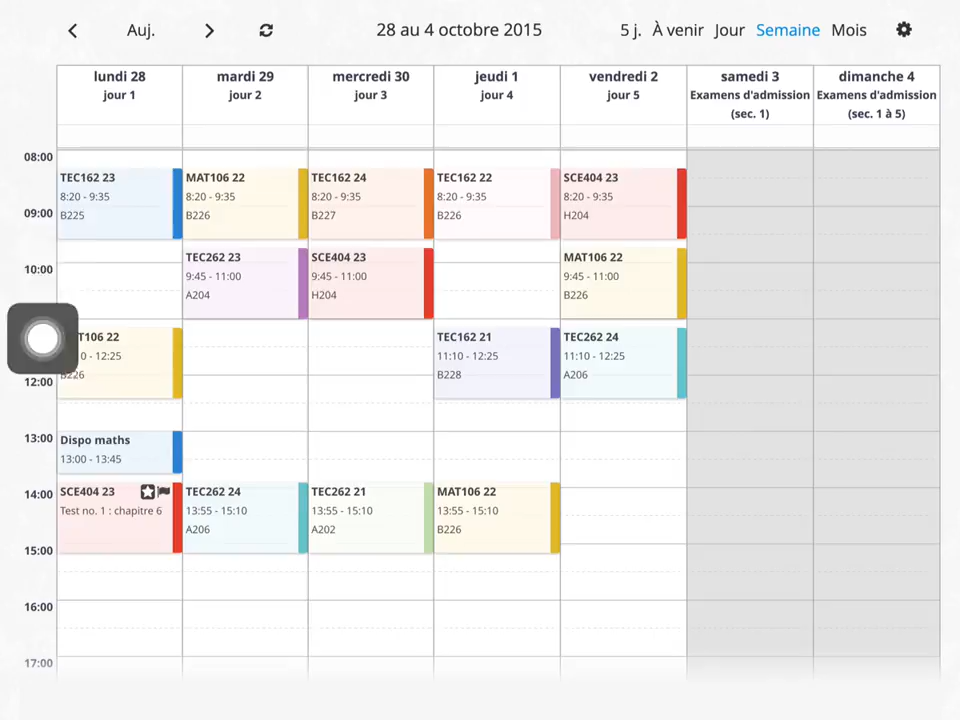 Auj.
28 au 4 octobre 2015
5 j. À venir Jour Semaine Mois
lundi 28
jour 1
mardi 29
jour 2
mercredi 30
jour 3
jeudi 1
jour 4
vendredi 2
jour 5
samedi 3
Examens d'admission
(sec. 1)
dimanche 4
Examens d'admission
(sec. 1 à 5)
08:00
TEC162 23
8:20 - 9:35
B225
MAT106 22
8:20 - 9:35
B226
TEC162 24
8:20 - 9:35
B227
TEC162 22
8:20 - 9:35
B226
SCE404 23
8:20 - 9:35
H204
09:00
TEC262 23
9:45 - 11:00
A204
SCE404 23
9:45 - 11:00
H204
MAT106 22
9:45 - 11:00
B226
10:00
T106 22
0 - 12:25
B226
TEC162 21
11:10 - 12:25
B228
TEC262 24
11:10 - 12:25
A206
12:00
13:00
Dispo maths
13:00 - 13:45
14:00
SCE404 23
Test no. 1 : chapitre 6
TEC262 24
13:55 - 15:10
A206
TEC262 21
13:55 - 15:10
A202
MAT106 22
13:55 - 15:10
B226
15:00
16:00
17:00